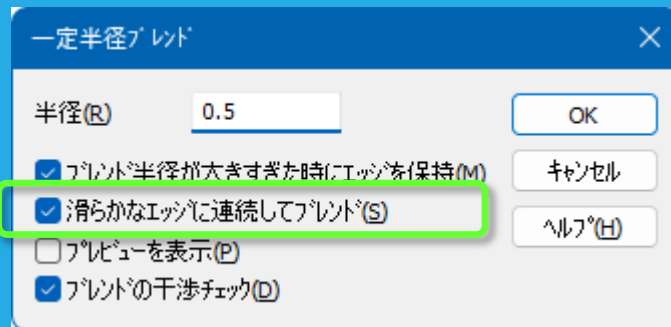 一定半径ﾌﾞﾚﾝﾄﾞ
半径(R) 0.5
OK
ﾌﾞﾚﾝﾄﾞ半径が大きすぎた時にｴｯｼﾞを保持(M)
ｷｬﾝｾﾙ
滑らかなｴｯｼﾞに連続してﾌﾞﾚﾝﾄﾞ(S)
ﾍﾙﾌﾟ(H)
ﾌﾟﾚﾋﾞｭｰを表示(P)
ﾌﾞﾚﾝﾄﾞの干渉ﾁｪｯｸ(D)